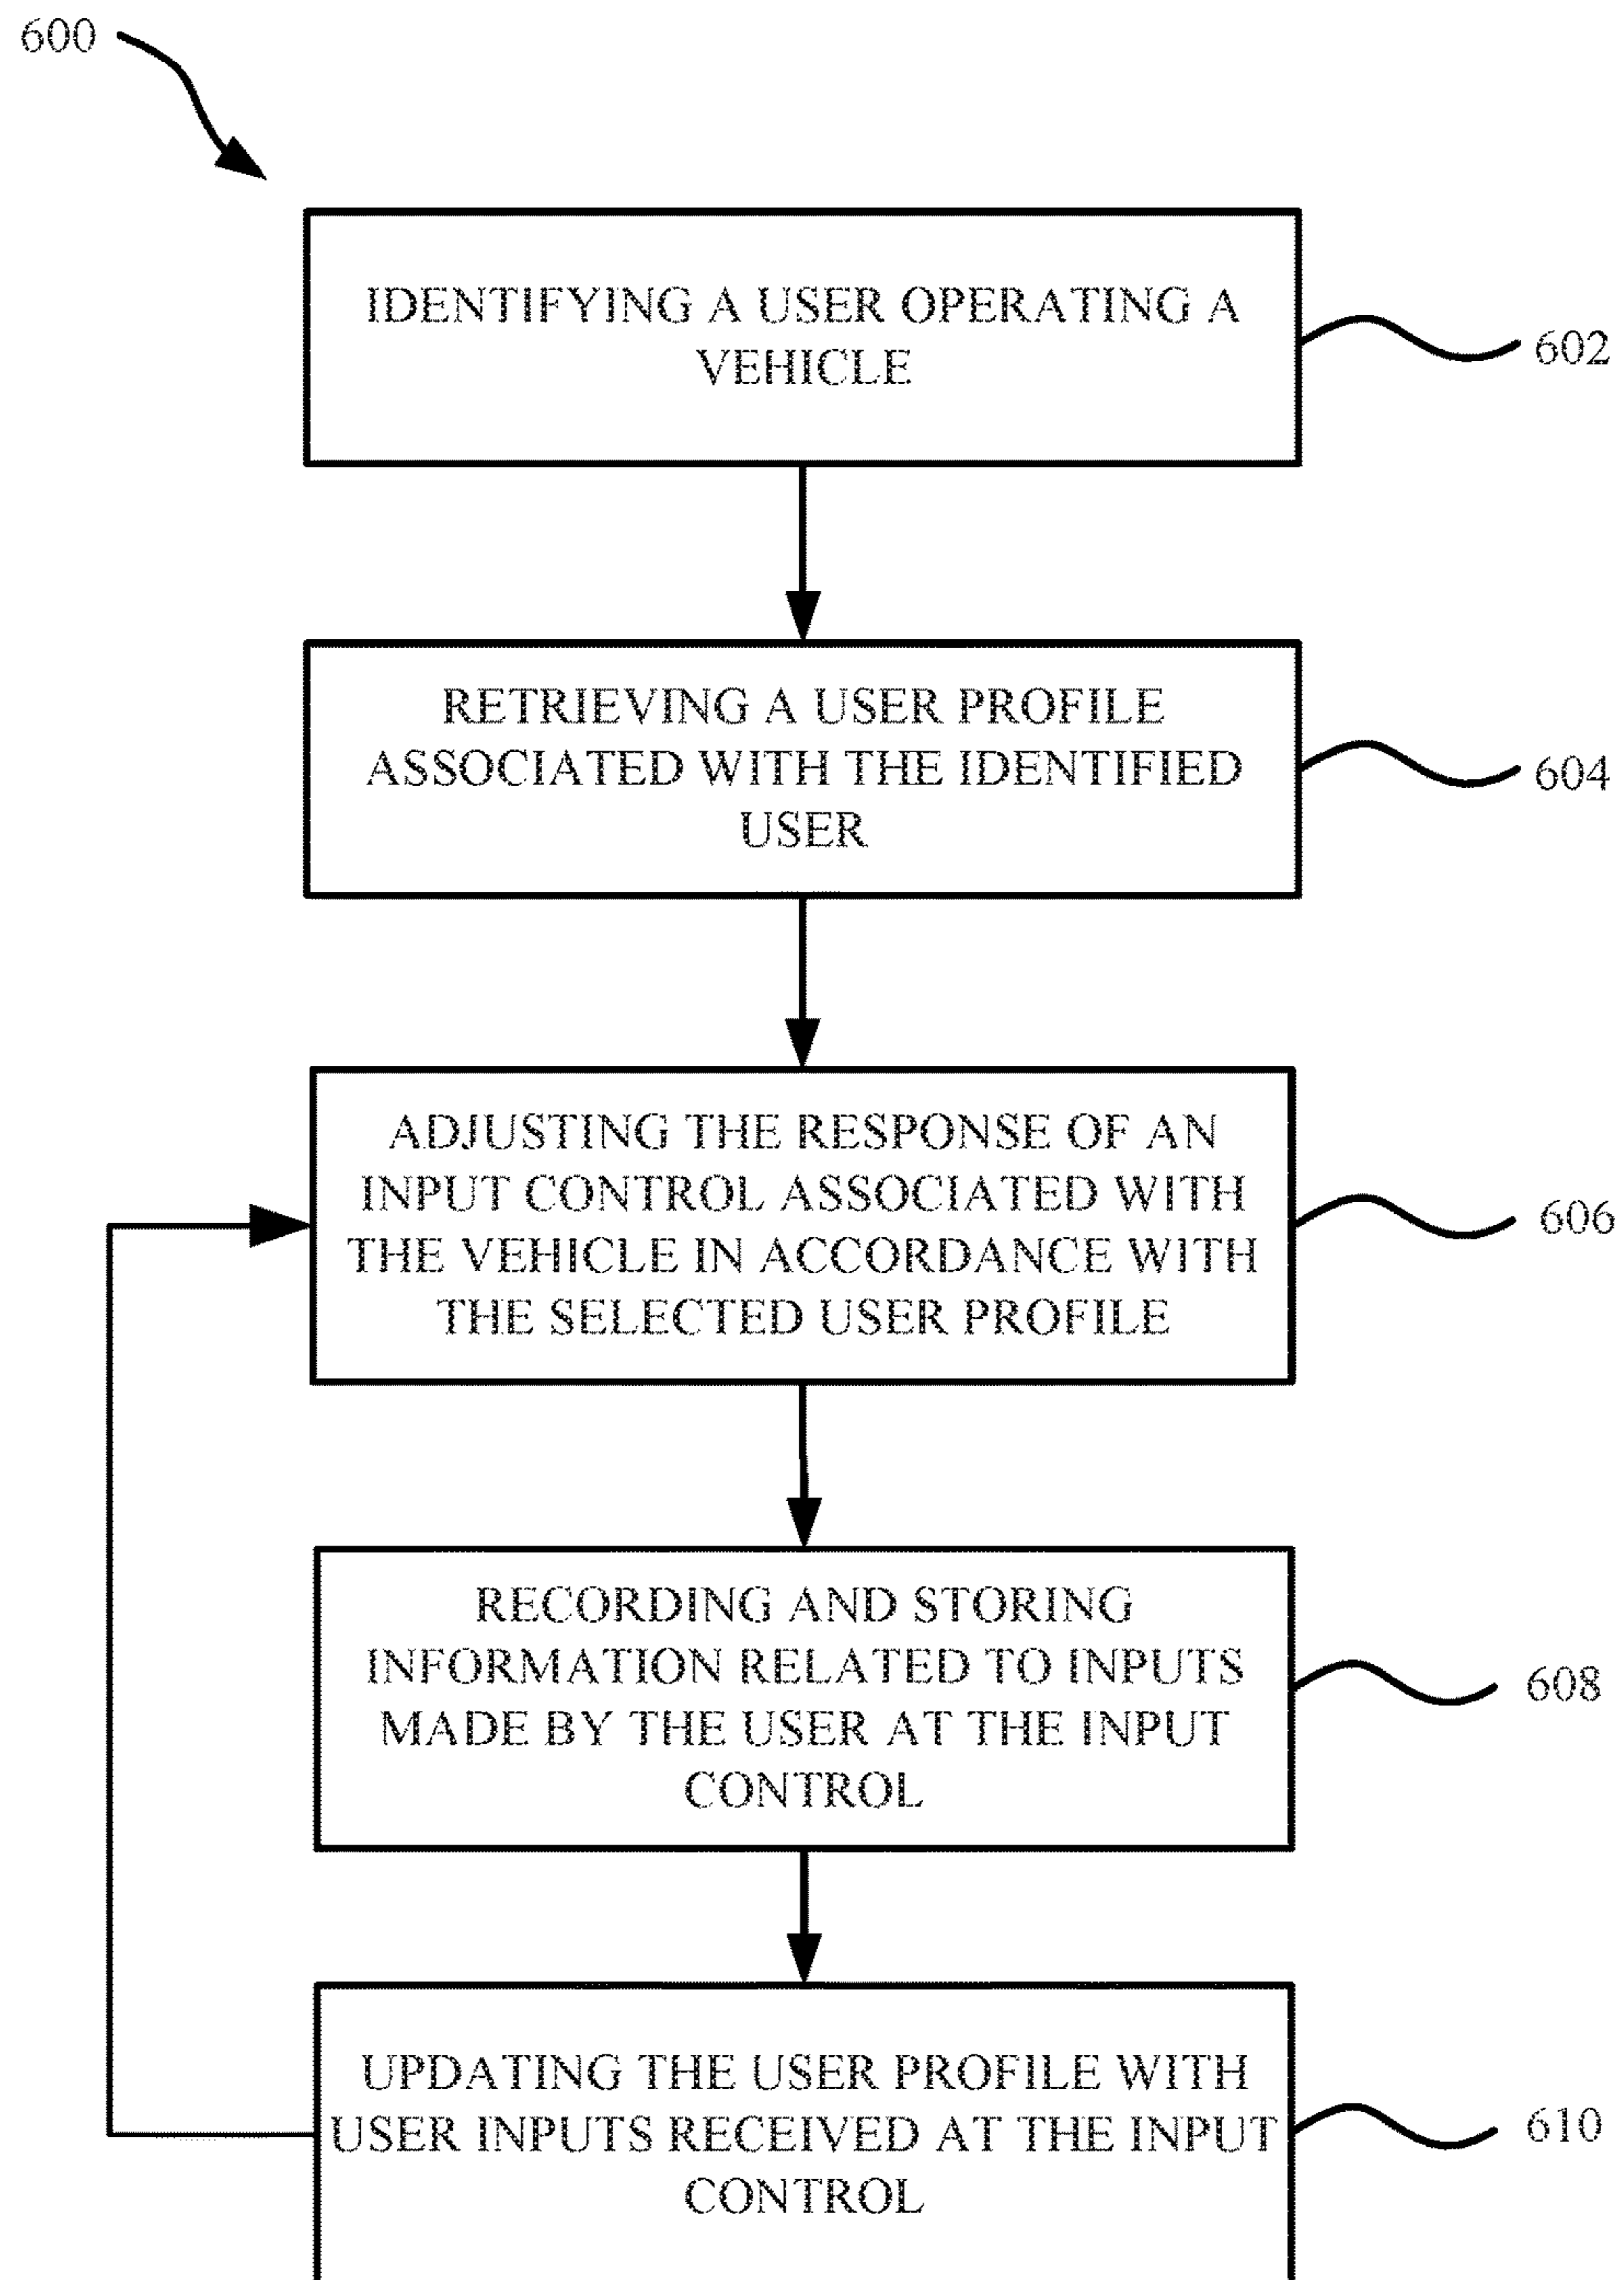 600
IDENTIFYING A USER OPERATING A
VEHICLE
602
RETRIEVING A USER PROFILE
ASSOCIATED WITH THE IDENTIFIED
USER
604
ADJUSTING THE RESPONSE OF AN
INPUT CONTROL ASSOCIATED WITH
THE VEHICLE IN ACCORDANCE WITH
THE SELECTED USER PROFILE
606
RECORDING AND STORING
INFORMATION RELATED TO INPUTS
MADE BY THE USER AT THE INPUT
CONTROL
608
UPDATING THE USER PROFILE WITH
USER INPUTS RECEIVED AT THE INPUT
CONTROL
610